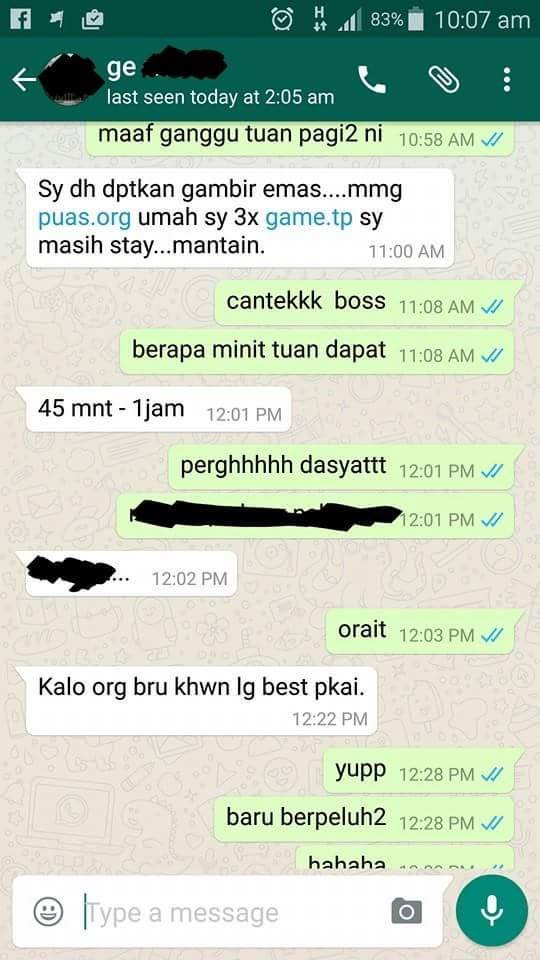 H
83%
10:07 am
ge
last seen today at 2:05 am
maaf ganggu tuan pagi2 ni 10:58 AM
Sy dh dptkan gambir emas....mmg
puas.org umah sy 3x game.tp sy
masih stay...mantain. 11:00 AM
cantekkk boss 11:08 AM
berapa minit tuan dapat 11:08 AM
45 mnt - 1jam 12:01 PM
perghhhhh dasyattt 12:01 PM
12:01 PM
... 12:02 PM
orait 12:03 PM
Kalo org bru khwn lg best pkai.
12:22 PM
yupp 12:28 PM
baru berpeluh2 12:28 PM
hahaha
Type a message